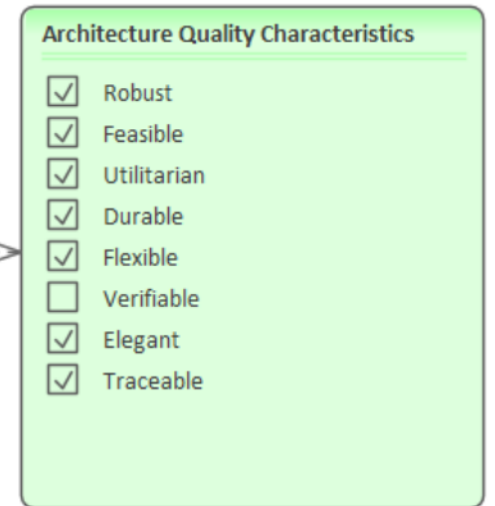 Architecture Quality Characteristics
Robust
Feasible
Utilitarian
Durable
Flexible
Verifiable
Elegant
Traceable